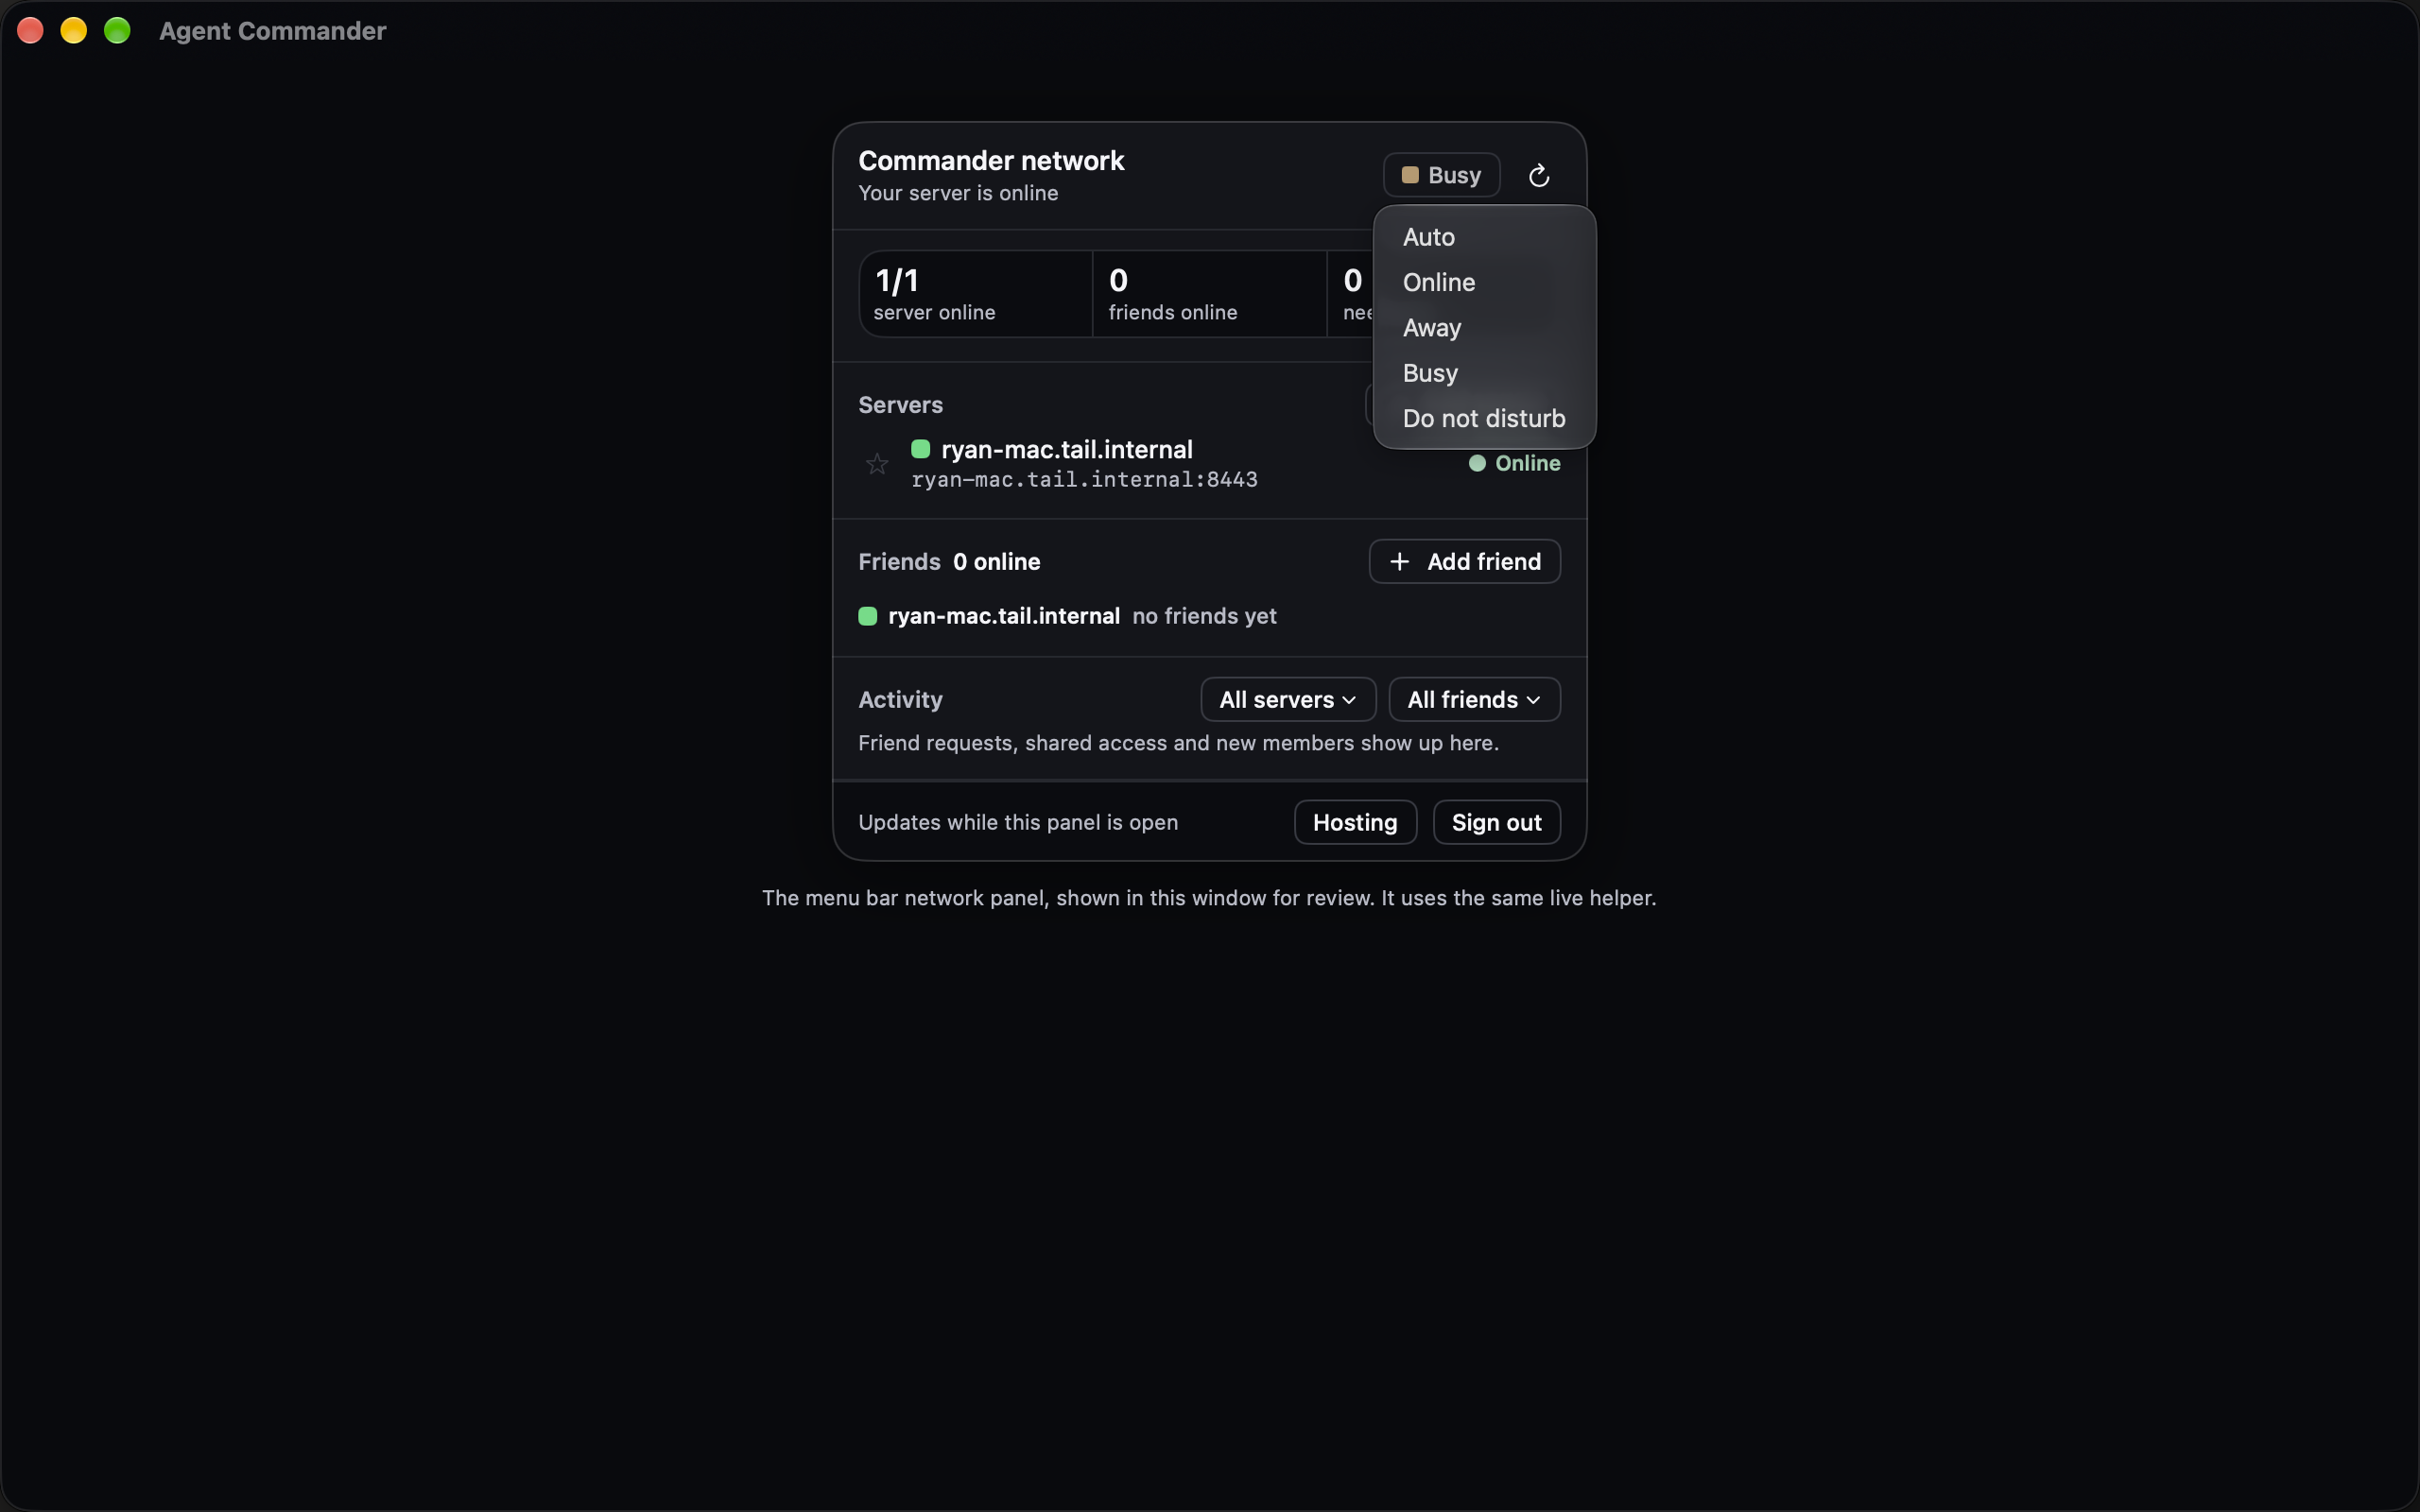 Agent Commander
Commander network
Your server is online
Busy
Auto
Online
Away
Busy
Do not disturb
1/1
server online
0
friends online
0
Servers
ryan-mac.tail.internal
ryan-mac.tail.internal:8443
Online
Friends 0 online
+ Add friend
ryan-mac.tail.internal no friends yet
Activity
All servers
All friends
Friend requests, shared access and new members show up here.
Updates while this panel is open
Hosting
Sign out
The menu bar network panel, shown in this window for review. It uses the same live helper.